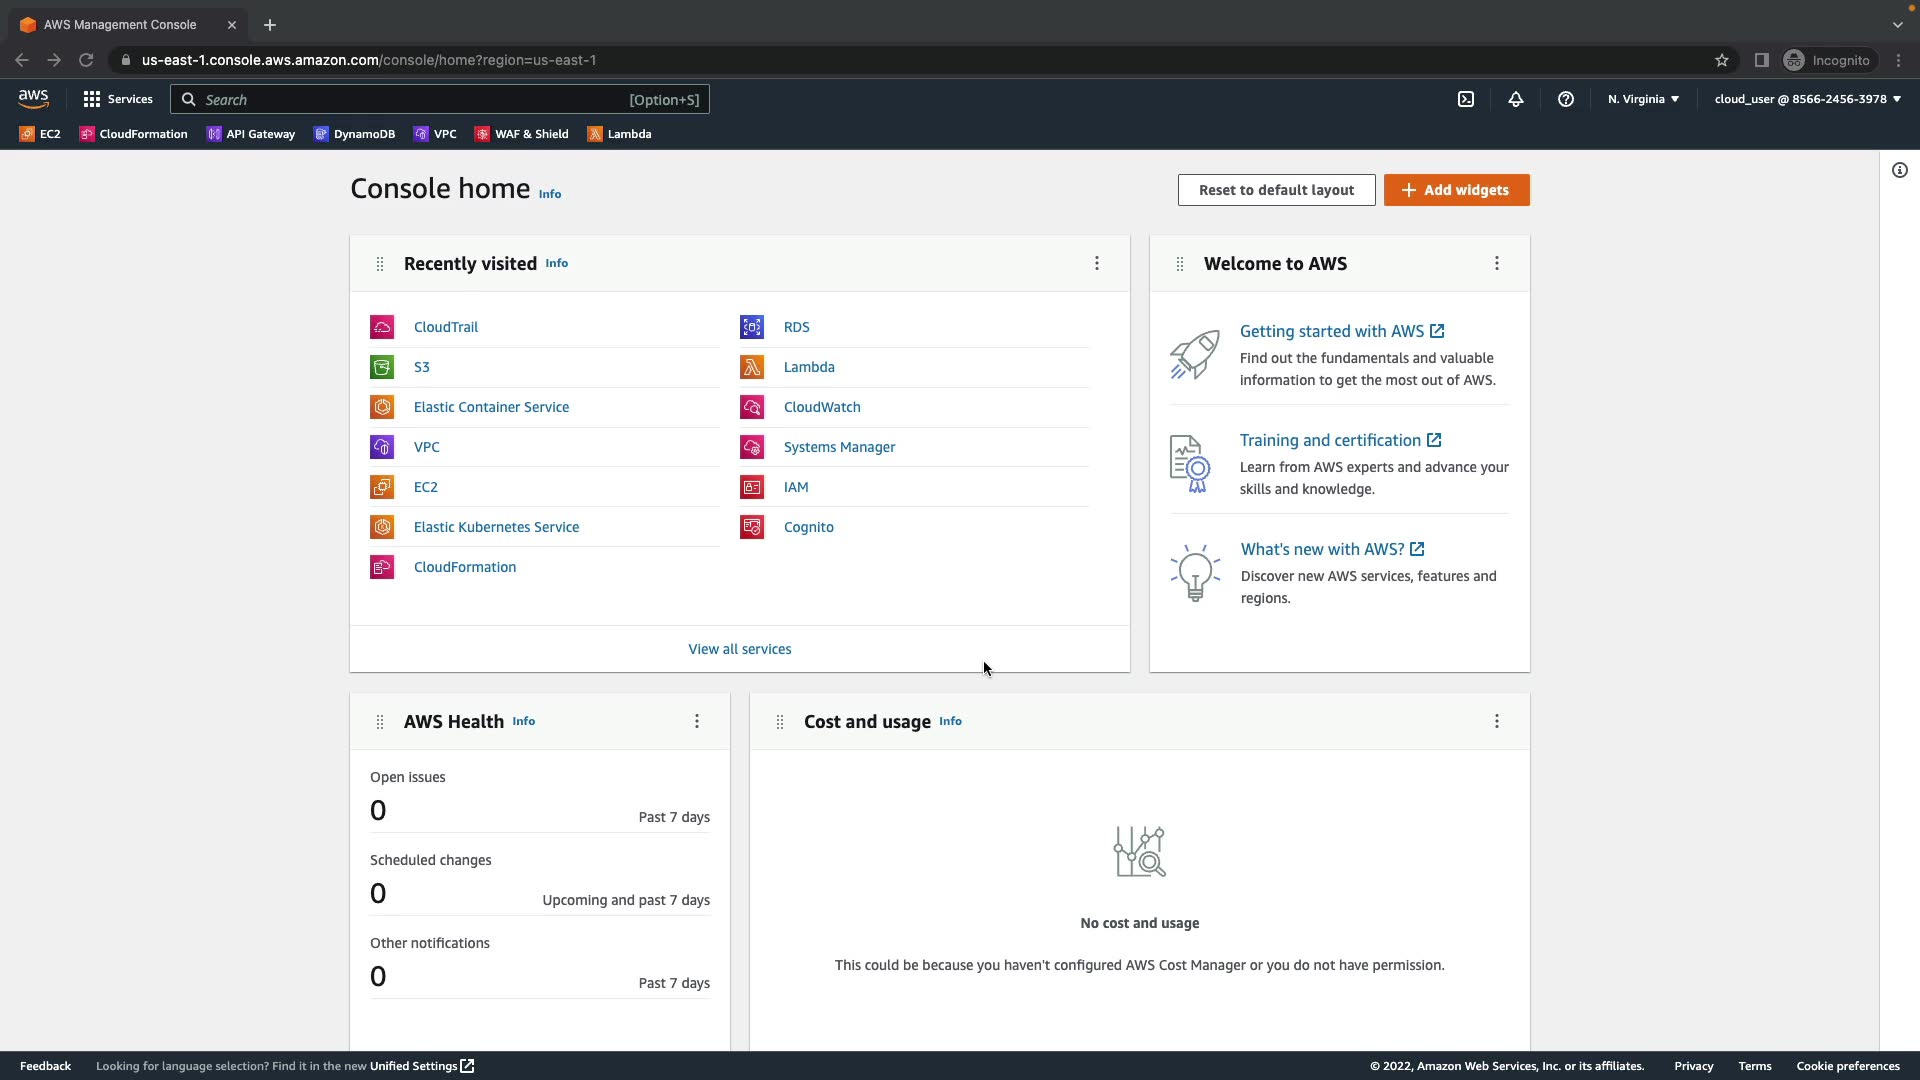 AWS Management Console
us-east-1.console.aws.amazon.com/console/home?region=us-east-1
Incognito
aws
Services
Search
[Option+S]
N. Virginia
cloud_user @ 8566-2456-3978
EC2
CloudFormation
API Gateway
DynamoDB
VPC
WAF & Shield
Lambda
Console home Info
Reset to default layout
Add widgets
Recently visited Info
CloudTrail
S3
Elastic Container Service
VPC
EC2
Elastic Kubernetes Service
CloudFormation
RDS
Lambda
CloudWatch
Systems Manager
IAM
Cognito
View all services
Welcome to AWS
Getting started with AWS
Find out the fundamentals and valuable
information to get the most out of AWS.
Training and certification
Learn from AWS experts and advance your
skills and knowledge.
What's new with AWS?
Discover new AWS services, features and
regions.
AWS Health Info
Open issues
0
Past 7 days
Scheduled changes
0
Upcoming and past 7 days
Other notifications
0
Past 7 days
Cost and usage Info
No cost and usage
This could be because you haven't configured AWS Cost Manager or you do not have permission.
Feedback
Looking for language selection? Find it in the new Unified Settings
© 2022, Amazon Web Services, Inc. or its affiliates.
Privacy
Terms
Cookie preferences